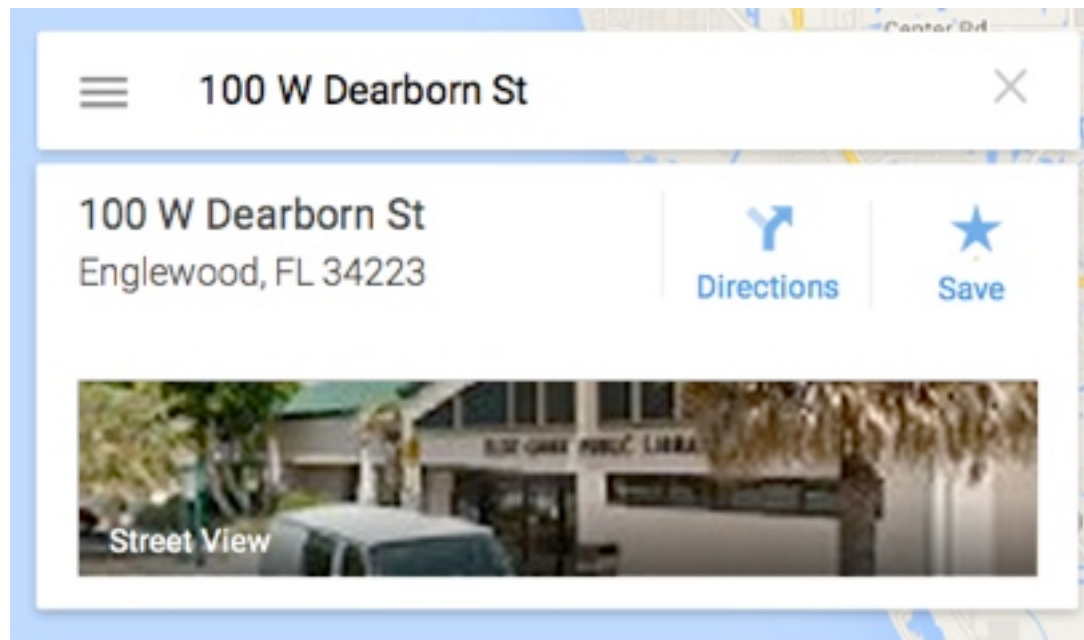 Center Rd
100 W Dearborn St
100 W Dearborn St
Englewood, FL 34223
Directions
Save
PUBLIC
Street View